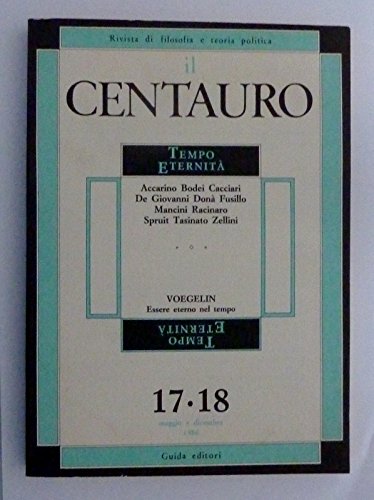 Rivista di filosofia e teoria politica
il
CENTAURO
TEMPO
ETERNITÀ
Accarino Bodei Cacciari
De Giovanni Donà Fusillo
Mancini Racinaro
Spruit Tasinato Zellini
VOEGELIN
Essere eterno nel tempo
TEMPO
ETERNITÀ
17•18
maggio • dicembre
1986
Guida editori